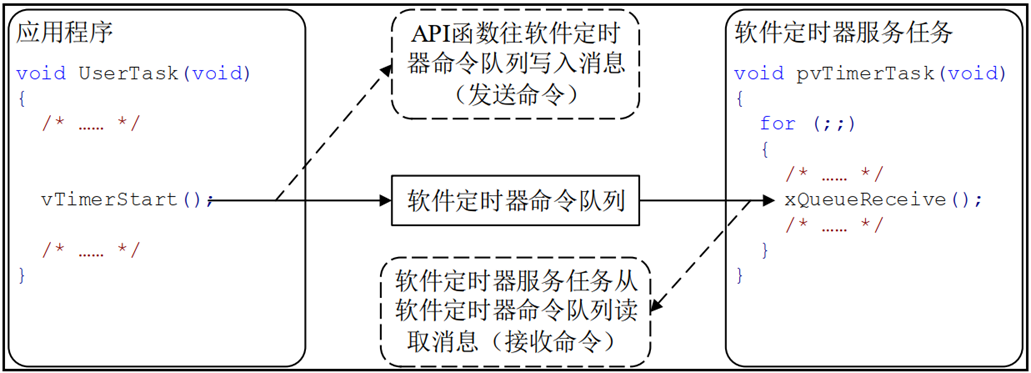 应用程序
void UserTask(void)
{
/* …… */
vTimerStart();
/* …… */
}
API函数往软件定时
器命令队列写入消息
（发送命令）
软件定时器命令队列
软件定时器服务任务从
软件定时器命令队列读
取消息（接收命令）
软件定时器服务任务
void pvTimerTask(void)
{
for (;;)
{
/* …… */
xQueueReceive();
/* …… */
}
}